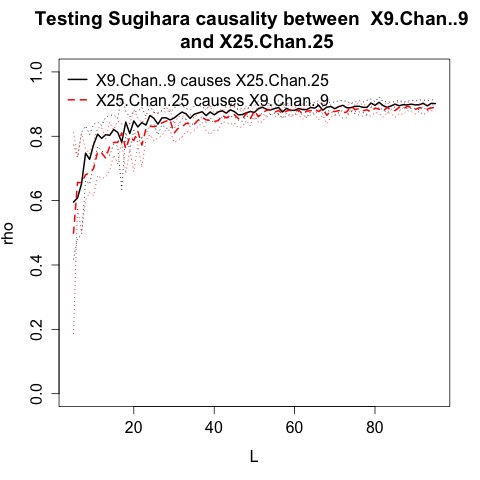 Testing Sugihara causality between  X9.Chan..9
and X25.Chan.25
X9.Chan..9 causes X25.Chan.25
X25.Chan.25 causes X9.Chan..9
1.0
0.8
0.6
0.4
0.2
0.0
rho
20 40 60 80
L